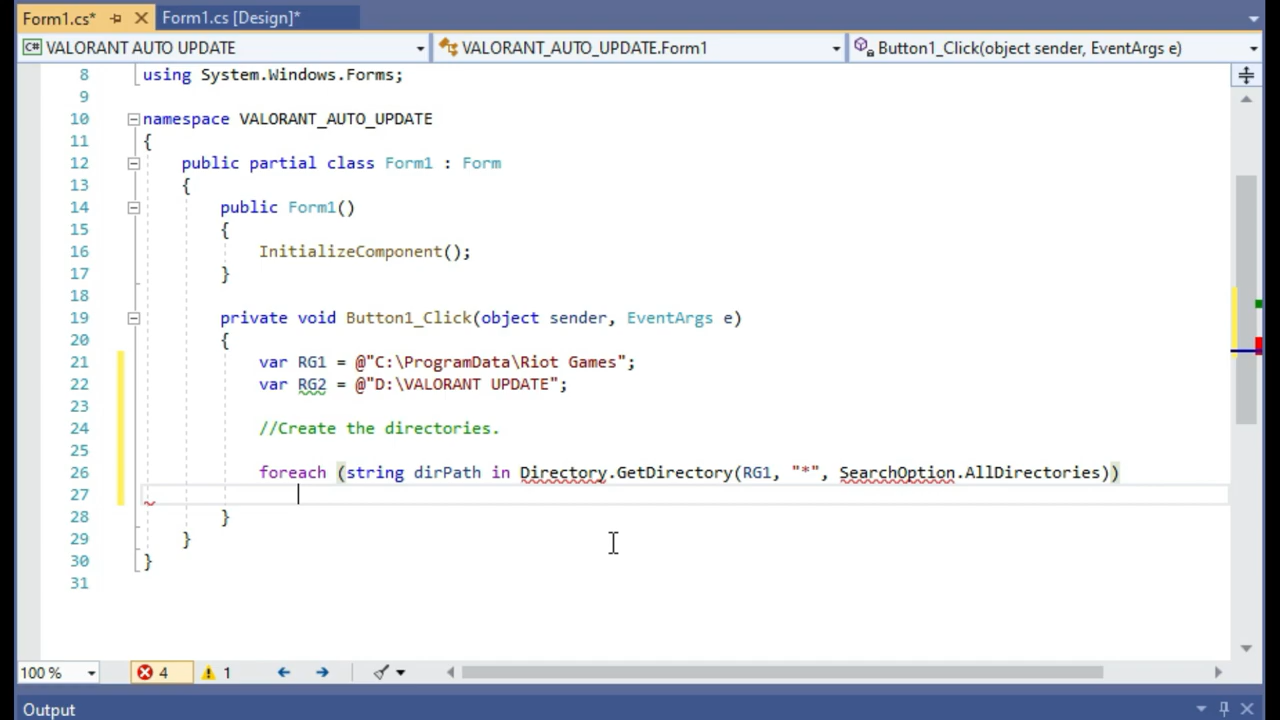 Form1.cs* Form1.cs [Design]*
C# VALORANT AUTO UPDATE VALORANT_AUTO_UPDATE.Form1 Button1_Click(object sender, EventArgs e)
8 using System.Windows.Forms;
9
10 namespace VALORANT_AUTO_UPDATE
11 {
12 public partial class Form1 : Form
13 {
14 public Form1()
15 {
16 InitializeComponent();
17 }
18
19 private void Button1_Click(object sender, EventArgs e)
20 {
21 var RG1 = @"C:\ProgramData\Riot Games";
22 var RG2 = @"D:\VALORANT UPDATE";
23
24 //Create the directories.
25
26 foreach (string dirPath in Directory.GetDirectory(RG1, "*", SearchOption.AllDirectories))
27
28 }
29 }
30 }
31
100 % 4 1
Output